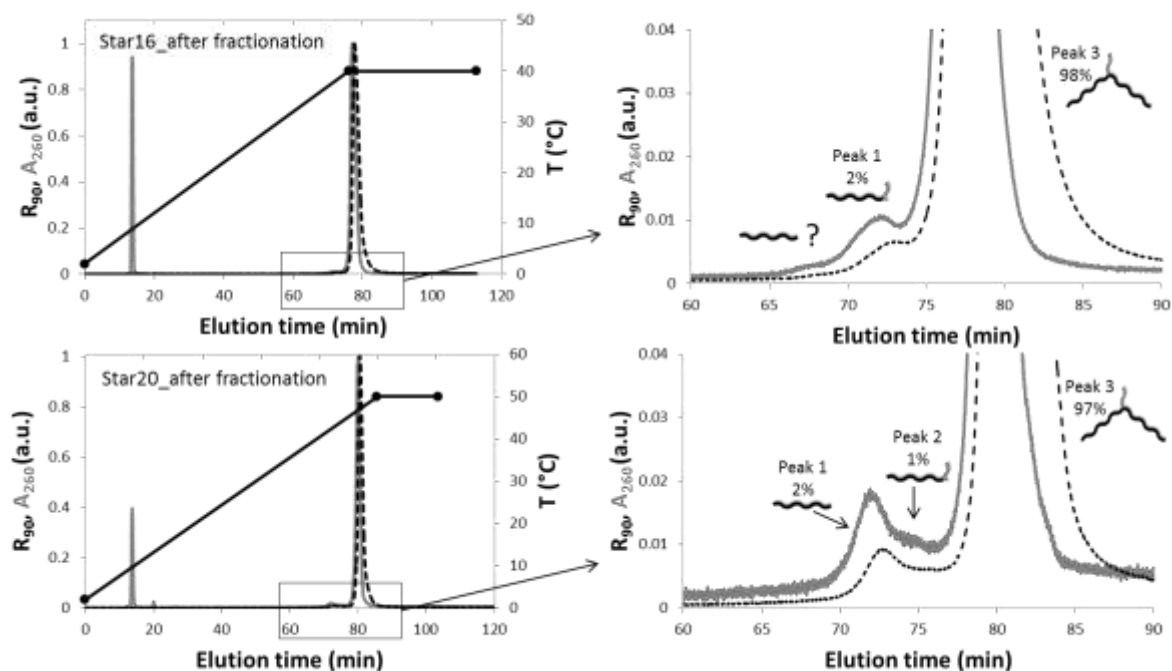 Star16_after fractionation
R90, A260 (a.u.)
1
0.8
0.6
0.4
0.2
0
50
40
30
20
10
0
T (°C)
0 20 40 60 80 100 120
Elution time (min)
R90, A260 (a.u.)
0.04
0.03
0.02
0.01
0
Peak 3
98%
Peak 1
2%
?
60 65 70 75 80 85 90
Elution time (min)
Star20_after fractionation
R90, A260 (a.u.)
1
0.8
0.6
0.4
0.2
0
60
50
40
30
20
10
0
T (°C)
0 20 40 60 80 100 120
Elution time (min)
R90, A260 (a.u.)
0.04
0.03
0.02
0.01
0
Peak 3
97%
Peak 2
1%
Peak 1
2%
60 65 70 75 80 85 90
Elution time (min)